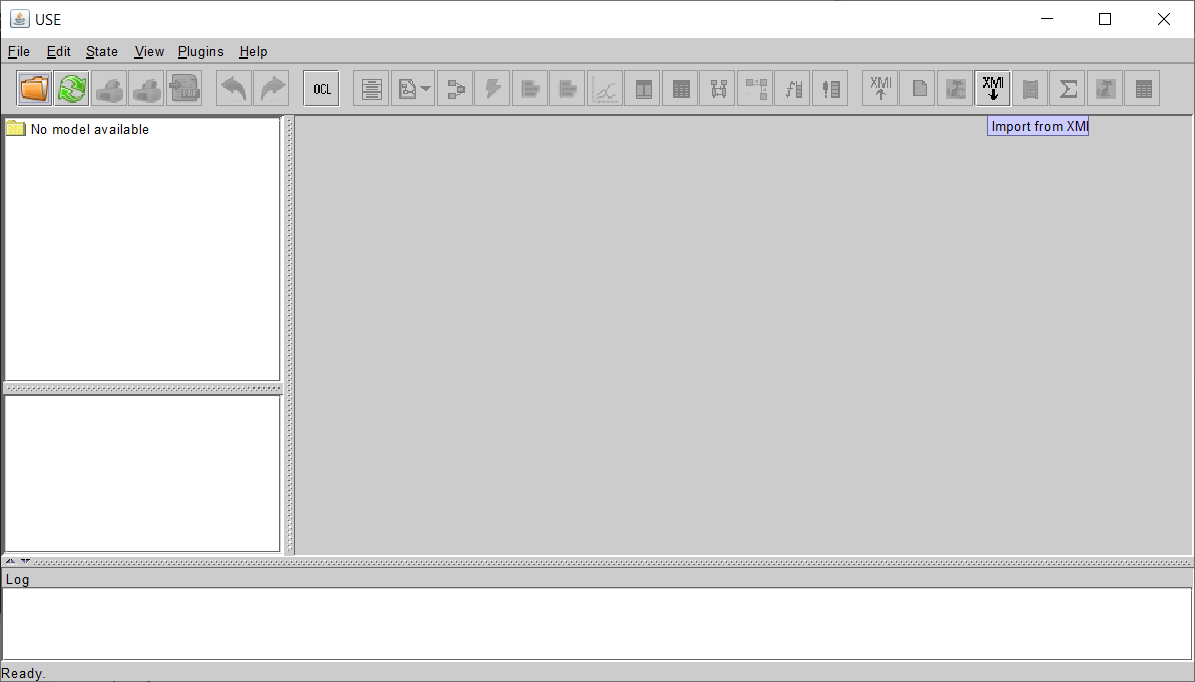 USE
File Edit State View Plugins Help
OCL XMI XMI
Import from XMI
No model available
Log
Ready.